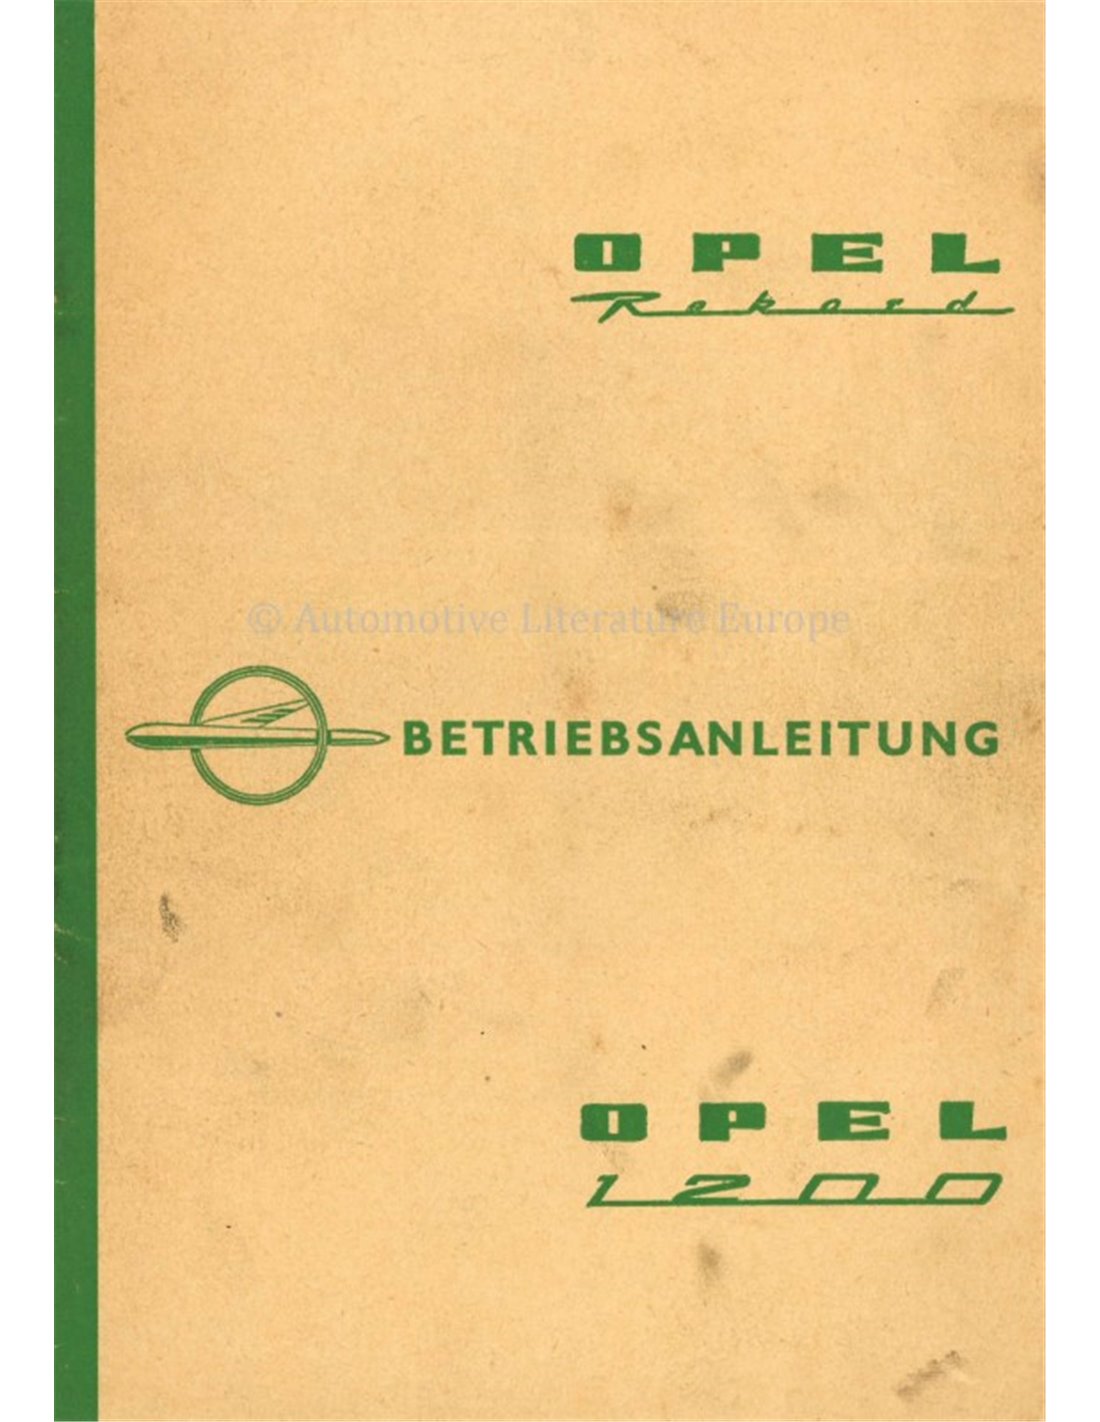 OPEL
Rekord
© Automotive Literature Europe
BETRIEBSANLEITUNG
OPEL
1200